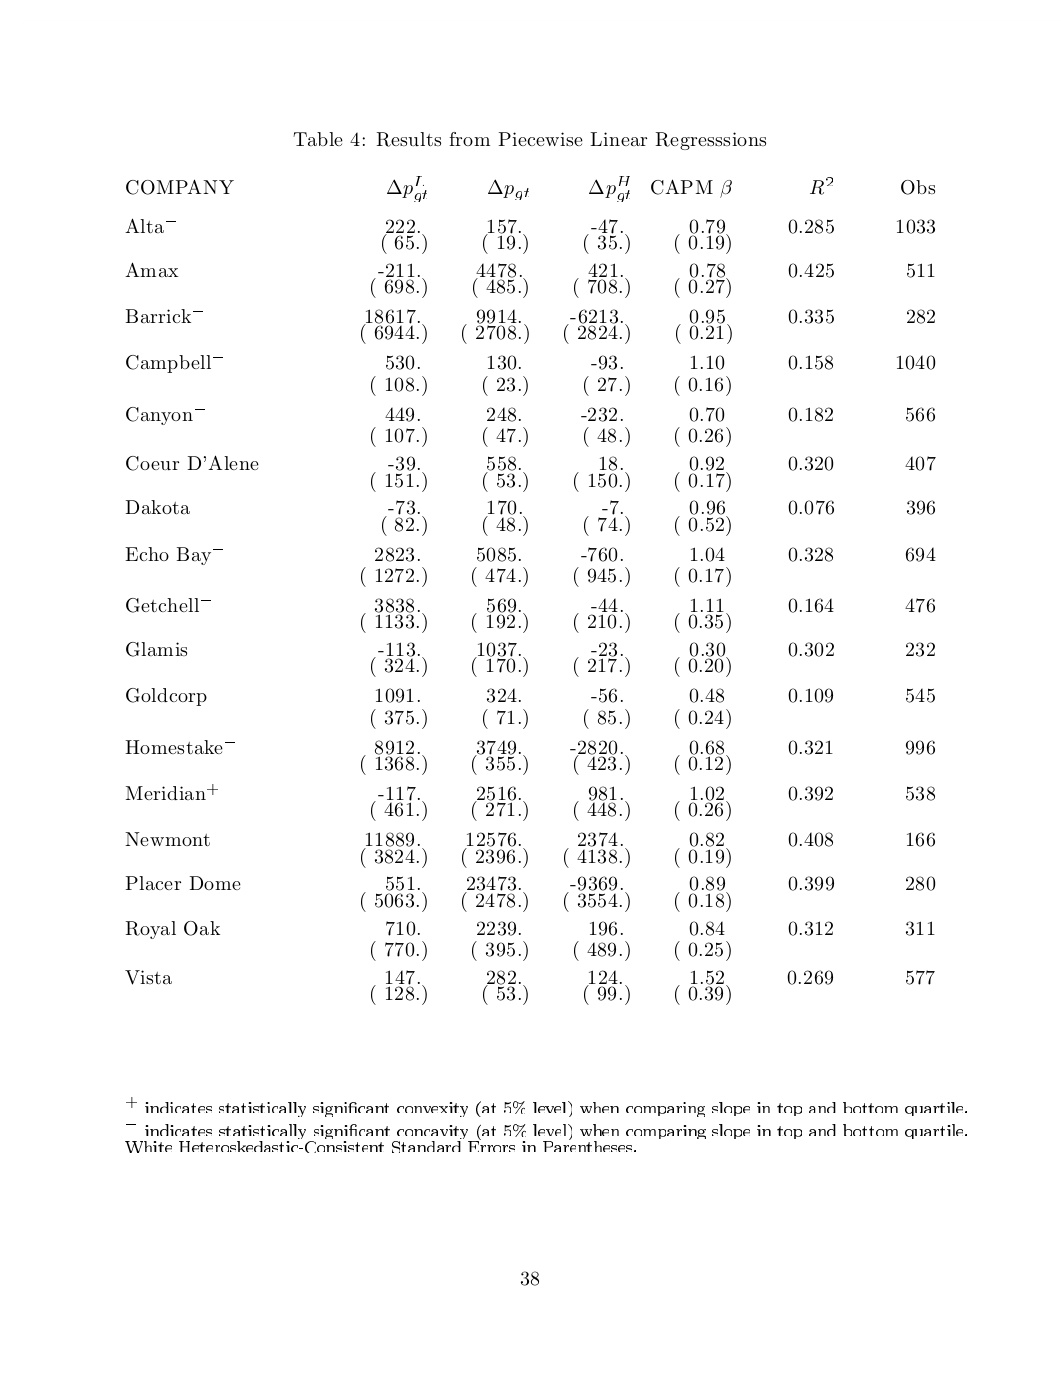 Table 4: Results from Piecewise Linear Regresssions
COMPANY Δp^L_gt Δp_gt Δp^H_gt CAPM β R² Obs
Alta⁻ 222. 157. -47. 0.79 0.285 1033
( 65.) ( 19.) ( 35.) ( 0.19)
Amax -211. 4478. 421. 0.78 0.425 511
( 698.) ( 485.) ( 708.) ( 0.27)
Barrick⁻ 18617. 9914. -6213. 0.95 0.335 282
( 6944.) ( 2708.) ( 2824.) ( 0.21)
Campbell⁻ 530. 130. -93. 1.10 0.158 1040
( 108.) ( 23.) ( 27.) ( 0.16)
Canyon⁻ 449. 248. -232. 0.70 0.182 566
( 107.) ( 47.) ( 48.) ( 0.26)
Coeur D'Alene -39. 558. 18. 0.92 0.320 407
( 151.) ( 53.) ( 150.) ( 0.17)
Dakota -73. 170. -7. 0.96 0.076 396
( 82.) ( 48.) ( 74.) ( 0.52)
Echo Bay⁻ 2823. 5085. -760. 1.04 0.328 694
( 1272.) ( 474.) ( 945.) ( 0.17)
Getchell⁻ 3838. 569. -44. 1.11 0.164 476
( 1133.) ( 192.) ( 210.) ( 0.35)
Glamis -113. 1037. -23. 0.30 0.302 232
( 324.) ( 170.) ( 217.) ( 0.20)
Goldcorp 1091. 324. -56. 0.48 0.109 545
( 375.) ( 71.) ( 85.) ( 0.24)
Homestake⁻ 8912. 3749. -2820. 0.68 0.321 996
( 1368.) ( 355.) ( 423.) ( 0.12)
Meridian⁺ -117. 2516. 981. 1.02 0.392 538
( 461.) ( 271.) ( 448.) ( 0.26)
Newmont 11889. 12576. 2374. 0.82 0.408 166
( 3824.) ( 2396.) ( 4138.) ( 0.19)
Placer Dome 551. 23473. -9369. 0.89 0.399 280
( 5063.) ( 2478.) ( 3554.) ( 0.18)
Royal Oak 710. 2239. 196. 0.84 0.312 311
( 770.) ( 395.) ( 489.) ( 0.25)
Vista 147. 282. 124. 1.52 0.269 577
( 128.) ( 53.) ( 99.) ( 0.39)
⁺ indicates statistically significant convexity (at 5% level) when comparing slope in top and bottom quartile.
⁻ indicates statistically significant concavity (at 5% level) when comparing slope in top and bottom quartile.
White Heteroskedastic-Consistent Standard Errors in Parentheses.
38